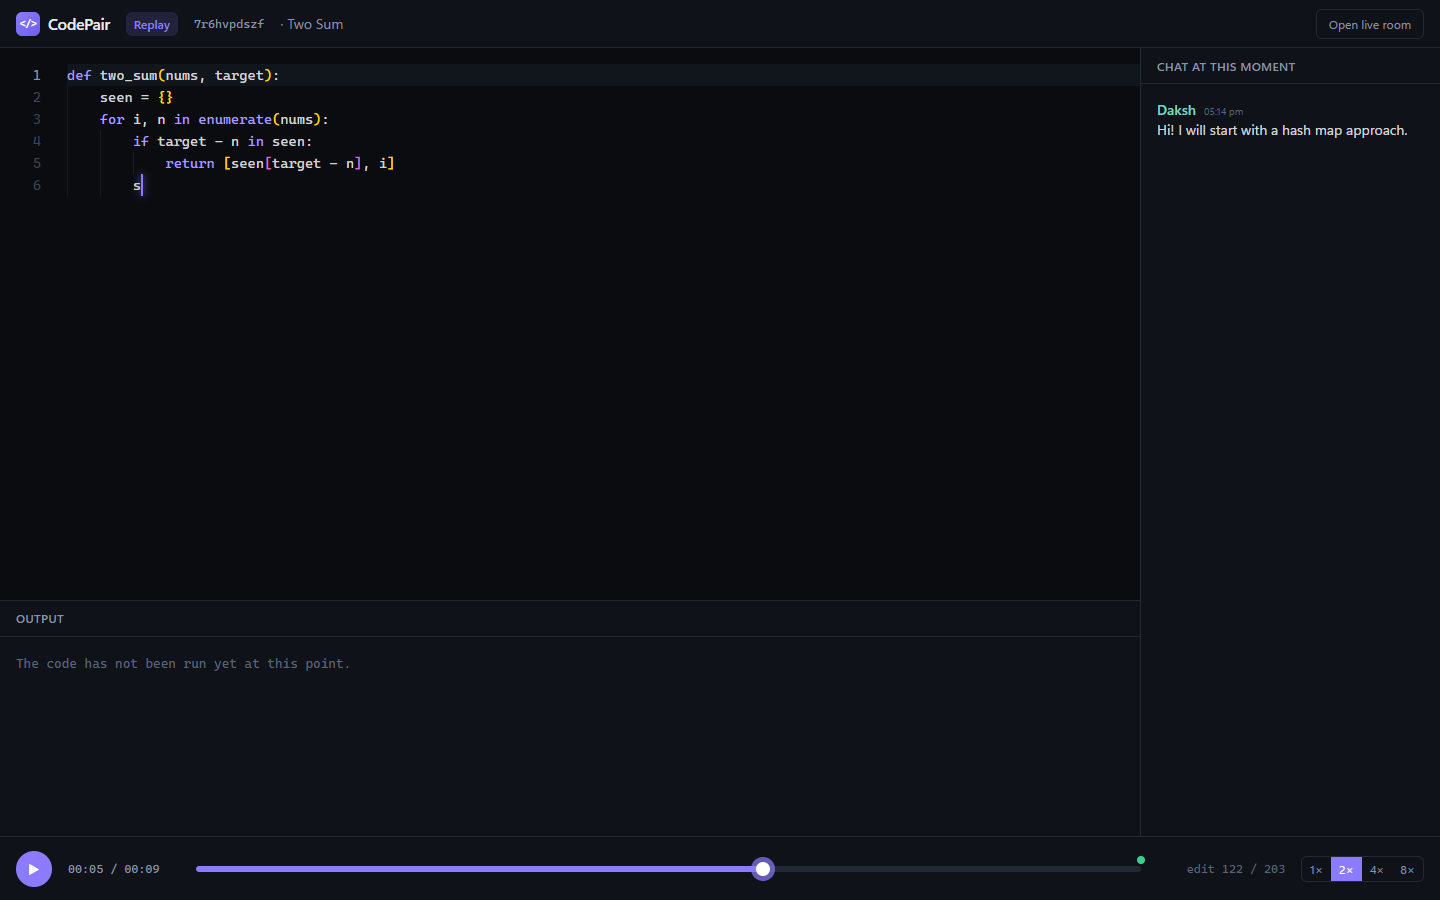 </> CodePair Replay 7r6hvpdszf · Two Sum Open live room
1 def two_sum(nums, target):
2     seen = {}
3     for i, n in enumerate(nums):
4         if target - n in seen:
5             return [seen[target - n], i]
6         s
CHAT AT THIS MOMENT
Daksh 05:14 pm
Hi! I will start with a hash map approach.
OUTPUT
The code has not been run yet at this point.
00:05 / 00:09 edit 122 / 203 1× 2× 4× 8×